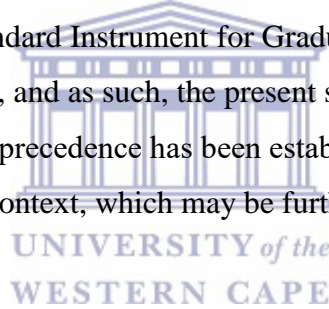 ndard Instrument for Gradu
, and as such, the present s
precedence has been estab
ontext, which may be furth
UNIVERSITY of the
WESTERN CAPE